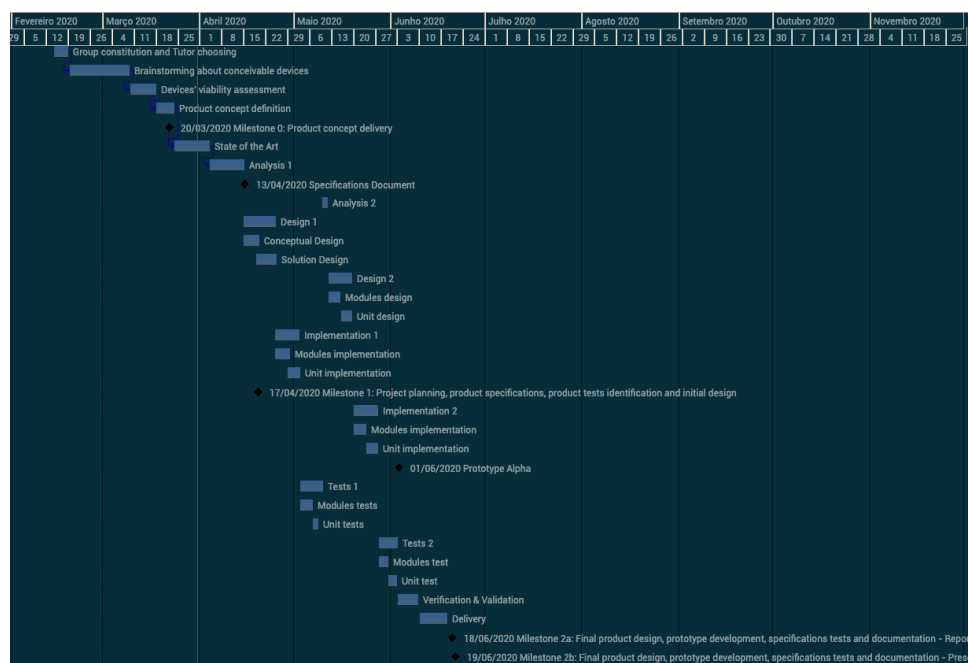 Fevereiro 2020 Março 2020 Abril 2020 Maio 2020 Junho 2020 Julho 2020 Agosto 2020 Setembro 2020 Outubro 2020 Novembro 2020
29 5 12 19 26 4 11 18 25 1 8 15 22 29 6 13 20 27 3 10 17 24 1 8 15 22 29 5 12 19 26 2 9 16 23 30 7 14 21 28 4 11 18 25
Group constitution and Tutor choosing
Brainstorming about conceivable devices
Devices' viability assessment
Product concept definition
20/03/2020 Milestone 0: Product concept delivery
State of the Art
Analysis 1
13/04/2020 Specifications Document
Analysis 2
Design 1
Conceptual Design
Solution Design
Design 2
Modules design
Unit design
Implementation 1
Modules implementation
Unit implementation
17/04/2020 Milestone 1: Project planning, product specifications, product tests identification and initial design
Implementation 2
Modules implementation
Unit implementation
01/06/2020 Prototype Alpha
Tests 1
Modules tests
Unit tests
Tests 2
Modules test
Unit test
Verification & Validation
Delivery
18/06/2020 Milestone 2a: Final product design, prototype development, specifications tests and documentation - Repo
19/06/2020 Milestone 2b: Final product design, prototype development, specifications tests and documentation - Pres